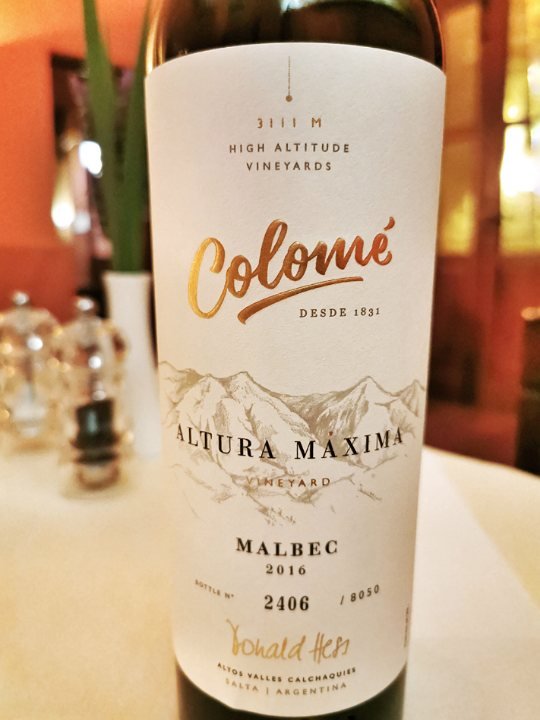 3111 M
HIGH ALTITUDE
VINEYARDS
Colomé
DESDE 1831
ALTURA MÁXIMA
VINEYARD
MALBEC
2016
BOTTLE Nº 2406 / 8050
Donald Hess
ALTOS VALLES CALCHAQUIES
SALTA | ARGENTINA